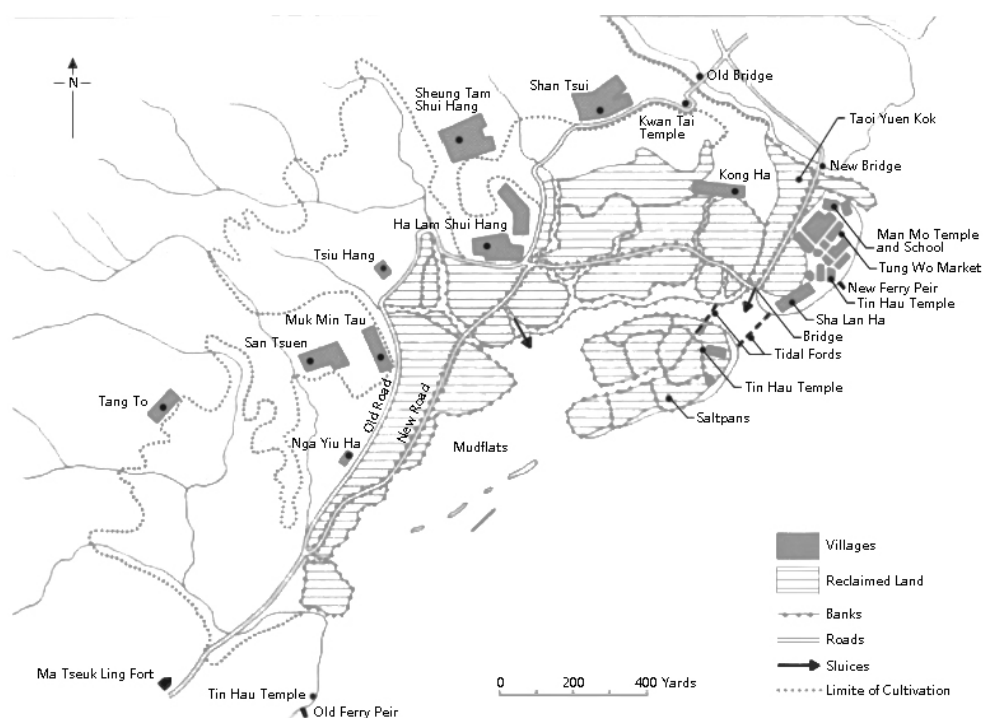 N
Old Bridge
Shan Tsui
Sheung Tam
Shui Hang
Kwan Tai
Temple
Taoi Yuen Kok
New Bridge
Kong Ha
Ha Lam Shui Hang
Man Mo Temple
and School
Tsiu Hang
Tung Wo Market
New Ferry Peir
Tin Hau Temple
Sha Lan Ha
Muk Min Tau
Bridge
San Tsuen
Tidal Fords
Tin Hau Temple
Tang To
Old Road
New Road
Saltpans
Nga Yiu Ha
Mudflats
Villages
Reclaimed Land
Banks
Roads
Sluices
Limite of Cultivation
Ma Tseuk Ling Fort
Tin Hau Temple
Old Ferry Peir
0 200 400 Yards